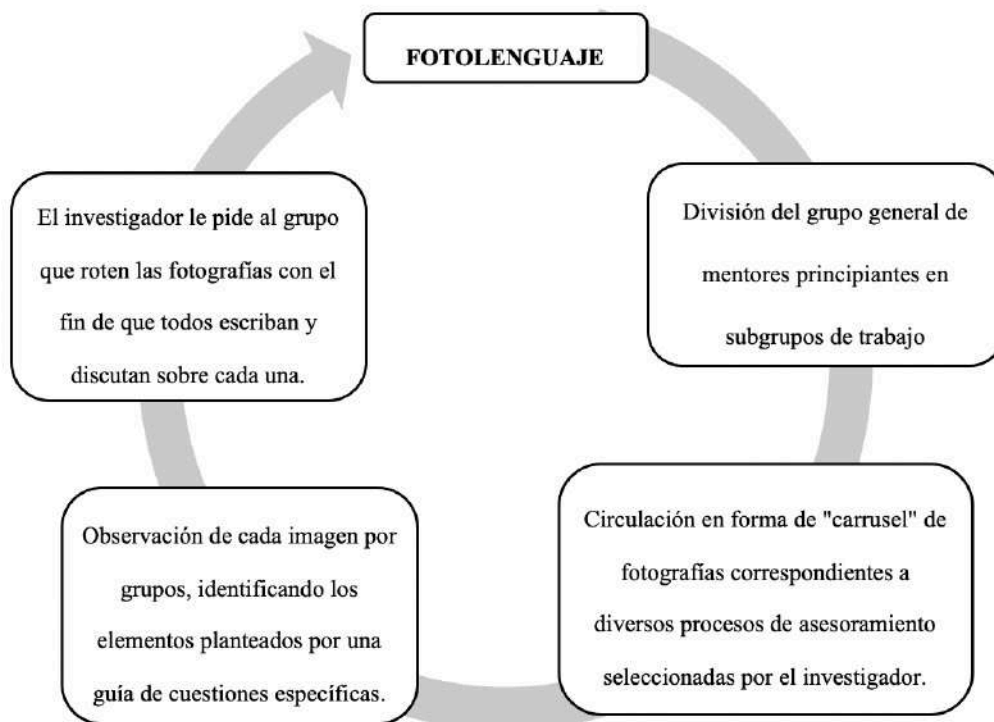 FOTOLENGUAJE
División del grupo general de
mentores principiantes en
subgrupos de trabajo
Circulación en forma de "carrusel" de
fotografías correspondientes a
diversos procesos de asesoramiento
seleccionadas por el investigador.
Observación de cada imagen por
grupos, identificando los
elementos planteados por una
guía de cuestiones específicas.
El investigador le pide al grupo
que roten las fotografías con el
fin de que todos escriban y
discutan sobre cada una.